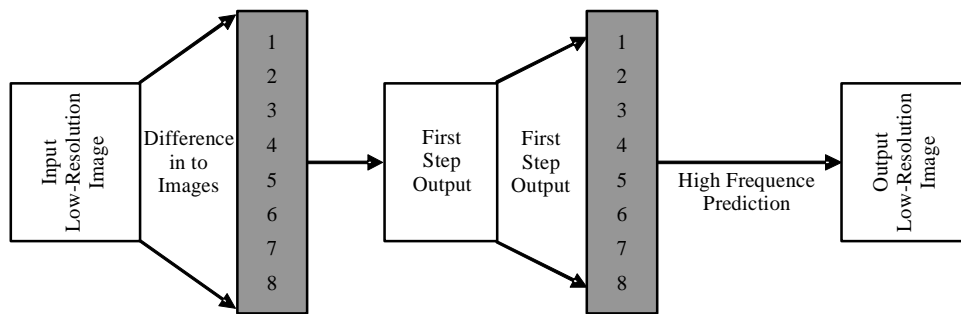 Input
Low-Resolution
Image
Difference
in to
Images
1
2
3
4
5
6
7
8
First
Step
Output
First
Step
Output
1
2
3
4
5
6
7
8
High Frequence
Prediction
Output
Low-Resolution
Image